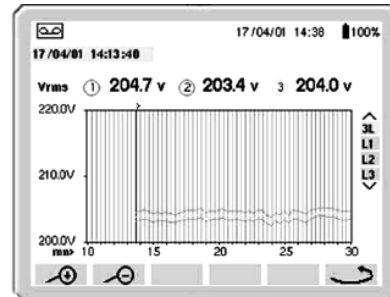 17/04/01 14:38 100%
17/04/01 14:13:40
Vrms 1 204.7 v 2 203.4 v 3 204.0 v
220.0V
3L
L1
L2
L3
210.0V
200.0V
mn> 10 15 20 25 30